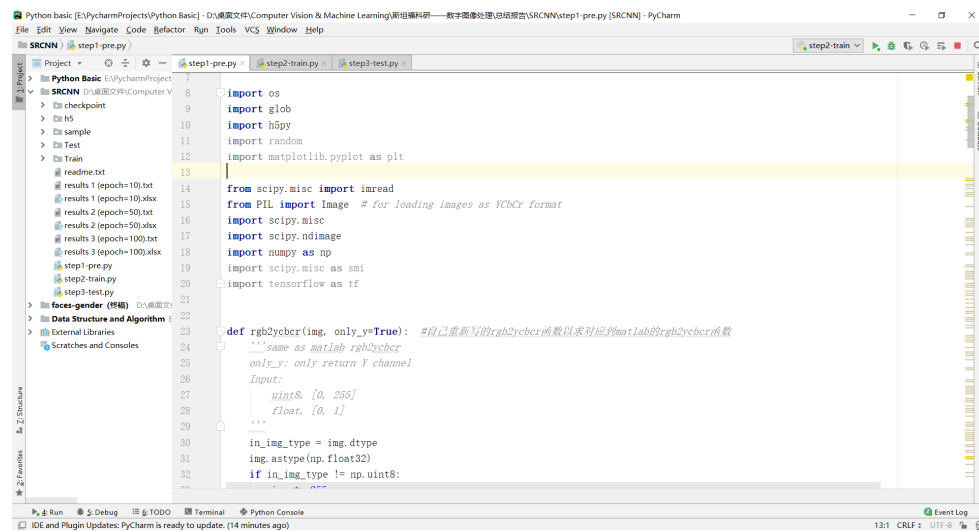 Python basic [E:\PycharmProjects\Python Basic] - D:\桌面文件\Computer Vision & Machine Learning\新坦福科研——数字图像处理\总结报告\SRCNN\step1-pre.py [SRCNN] - PyCharm
File Edit View Navigate Code Refactor Run Tools VCS Window Help
SRCNN step1-pre.py
step2-train
Project
step1-pre.py
step2-train.py
step3-test.py
1: Project
Python Basic E:\PycharmProject
SRCNN D:\桌面文件\Computer V
checkpoint
h5
sample
Test
Train
readme.txt
results 1 (epoch=10).txt
results 1 (epoch=10).xlsx
results 2 (epoch=50).txt
results 2 (epoch=50).xlsx
results 3 (epoch=100).txt
results 3 (epoch=100).xlsx
step1-pre.py
step2-train.py
step3-test.py
faces-gender (终稿) D:\桌面文
Data Structure and Algorithm E
External Libraries
Scratches and Consoles
7
8 import os
9 import glob
10 import h5py
11 import random
12 import matplotlib.pyplot as plt
13
14 from scipy.misc import imread
15 from PIL import Image # for loading images as YCbCr format
16 import scipy.misc
17 import scipy.ndimage
18 import numpy as np
19 import scipy.misc as smi
20 import tensorflow as tf
21
22
23 def rgb2ycbcr(img, only_y=True): #自己重新写的rgb2ycbcr函数以求对应到matlab的rgb2ycbcr函数
24 '''same as matlab rgb2ycbcr
25 only_y: only return Y channel
26 Input:
27 uint8, [0, 255]
28 float, [0, 1]
29 '''
30 in_img_type = img.dtype
31 img.astype(np.float32)
32 if in_img_type != np.uint8:
Z: Structure
2: Favorites
4: Run 5: Debug 6: TODO Terminal Python Console
Event Log
IDE and Plugin Updates: PyCharm is ready to update. (14 minutes ago)
13:1 CRLF UTF-8